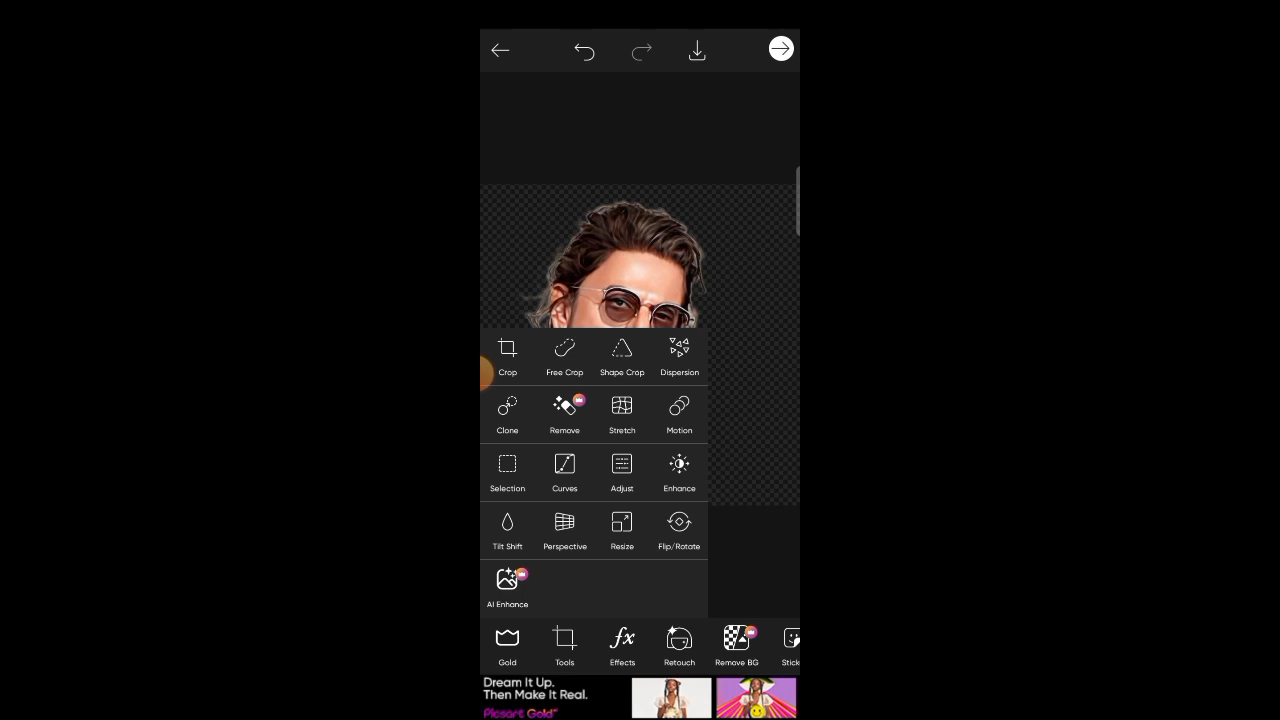 Crop Free Crop Shape Crop Dispersion
Clone Remove Stretch Motion
Selection Curves Adjust Enhance
Tilt Shift Perspective Resize Flip/Rotate
AI Enhance
Gold Tools Effects Retouch Remove BG Stick
Dream It Up.
Then Make It Real.
Picsart Gold